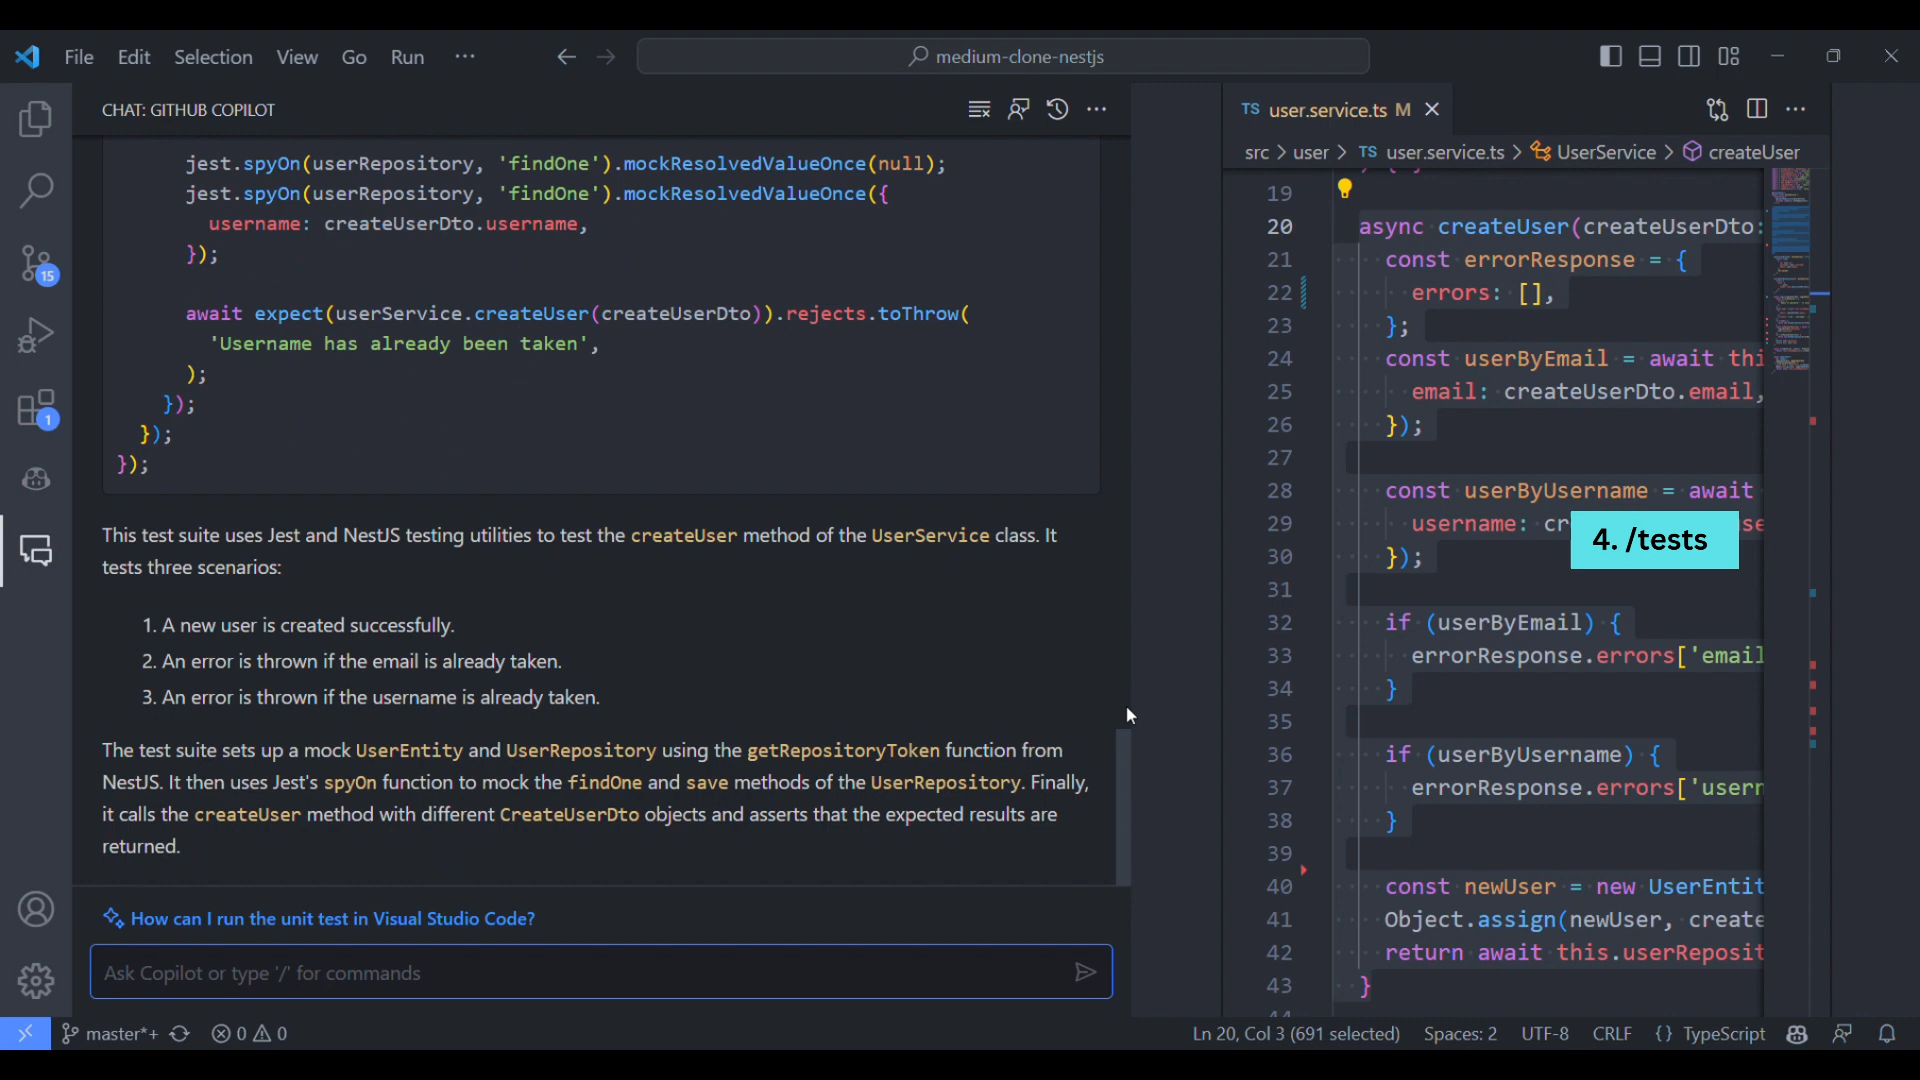 File Edit Selection View Go Run ··· medium-clone-nestjs
CHAT: GITHUB COPILOT
jest.spyOn(userRepository, 'findOne').mockResolvedValueOnce(null);
jest.spyOn(userRepository, 'findOne').mockResolvedValueOnce({
username: createUserDto.username,
});
await expect(userService.createUser(createUserDto)).rejects.toThrow(
'Username has already been taken',
);
});
});
});
This test suite uses Jest and NestJS testing utilities to test the createUser method of the UserService class. It
tests three scenarios:
1. A new user is created successfully.
2. An error is thrown if the email is already taken.
3. An error is thrown if the username is already taken.
The test suite sets up a mock UserEntity and UserRepository using the getRepositoryToken function from
NestJS. It then uses Jest's spyOn function to mock the findOne and save methods of the UserRepository. Finally,
it calls the createUser method with different CreateUserDto objects and asserts that the expected results are
returned.
How can I run the unit test in Visual Studio Code?
Ask Copilot or type '/' for commands
15
1
TS user.service.ts M
src > user > TS user.service.ts > UserService > createUser
19
20 async createUser(createUserDto:
21 const errorResponse = {
22 errors: [],
23 };
24 const userByEmail = await thi
25 email: createUserDto.email,
26 });
27
28 const userByUsername = await
29 username: cr se
30 });
31
32 if (userByEmail) {
33 errorResponse.errors['email
34 }
35
36 if (userByUsername) {
37 errorResponse.errors['usern
38 }
39
40 const newUser = new UserEntit
41 Object.assign(newUser, create
42 return await this.userReposit
43 }
4. /tests
master*+ 0 0 Ln 20, Col 3 (691 selected) Spaces: 2 UTF-8 CRLF {} TypeScript